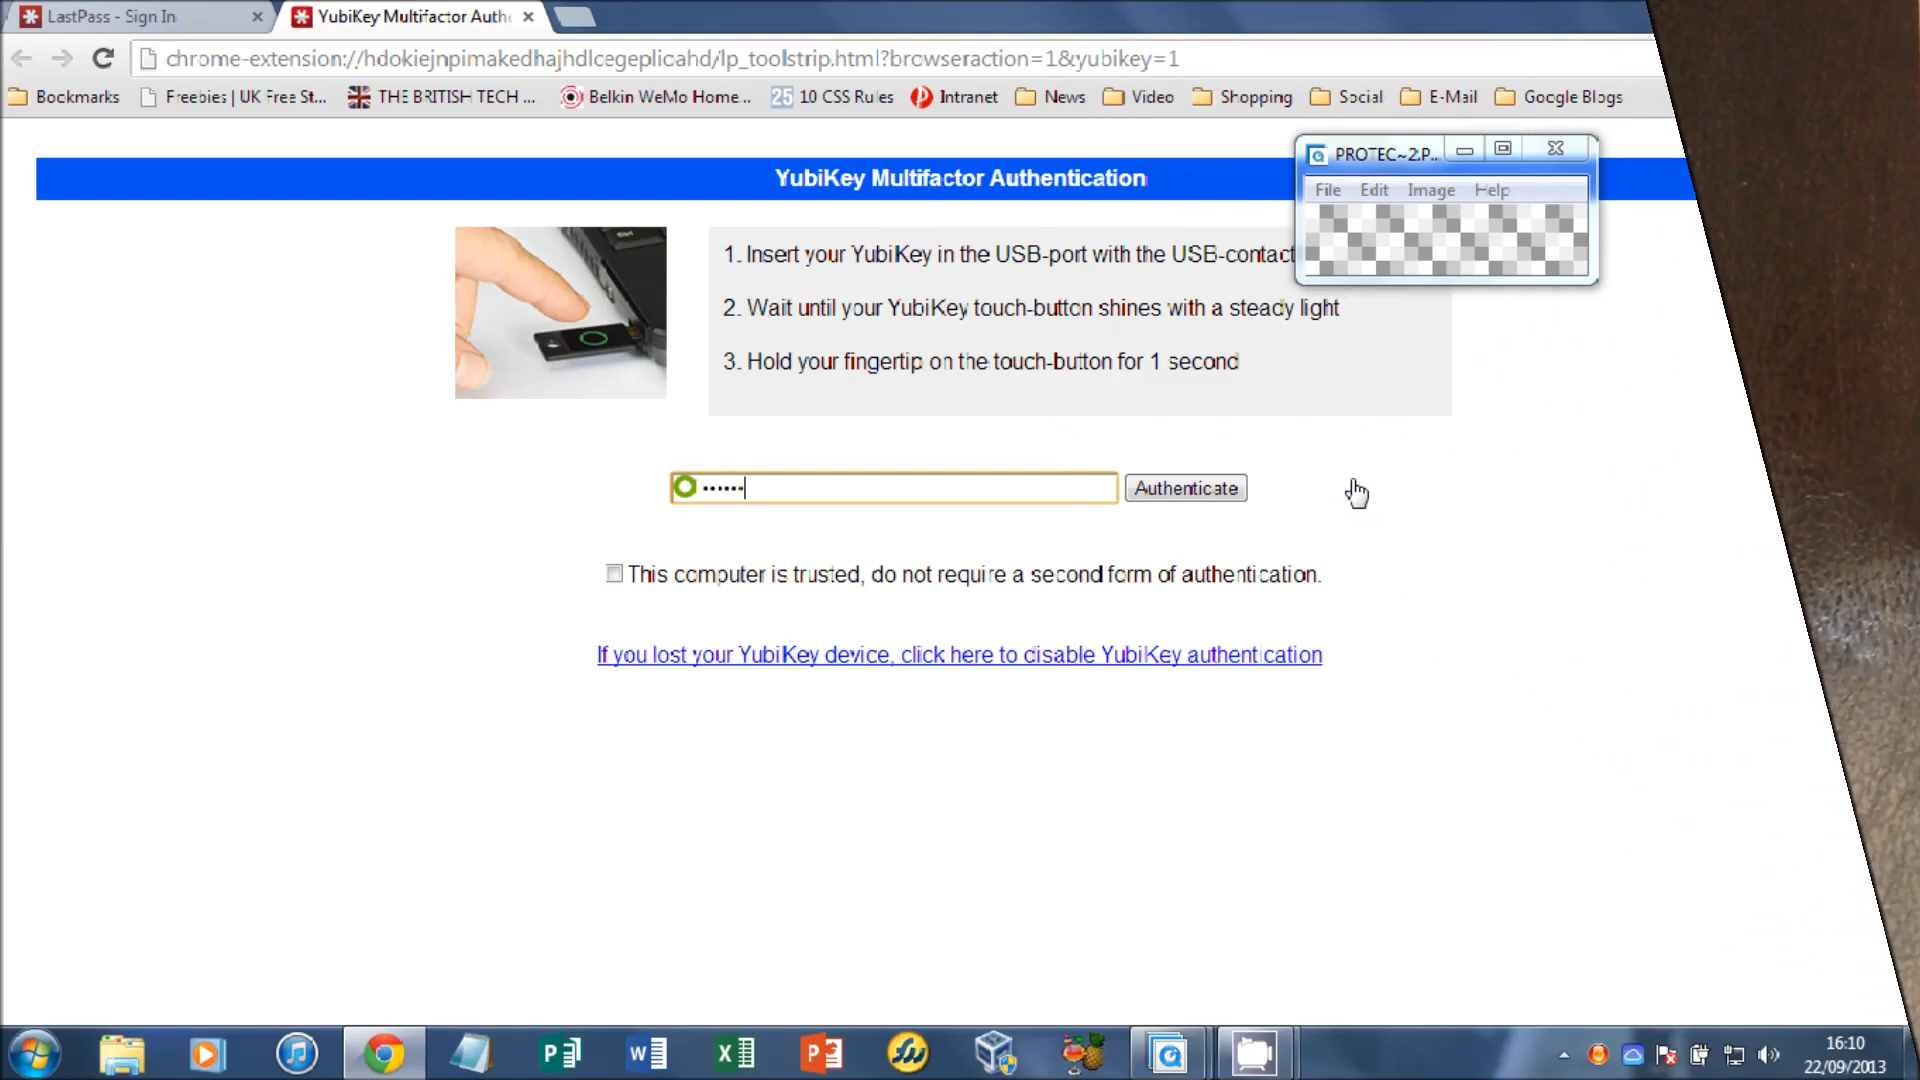 LastPass - Sign In
YubiKey Multifactor Authe
chrome-extension://hdokiejnpimakedhajhdlcegeplicahd/lp_toolstrip.html?browseraction=1&yubikey=1
Bookmarks Freebies | UK Free St... THE BRITISH TECH ... Belkin WeMo Home... 25 10 CSS Rules Intranet News Video Shopping Social E-Mail Google Blogs
YubiKey Multifactor Authentication
PROTEC~2.P...
File Edit Image Help
1. Insert your YubiKey in the USB-port with the USB-contact
2. Wait until your YubiKey touch-button shines with a steady light
3. Hold your fingertip on the touch-button for 1 second
Authenticate
This computer is trusted, do not require a second form of authentication.
If you lost your YubiKey device, click here to disable YubiKey authentication
16:10
22/09/2013